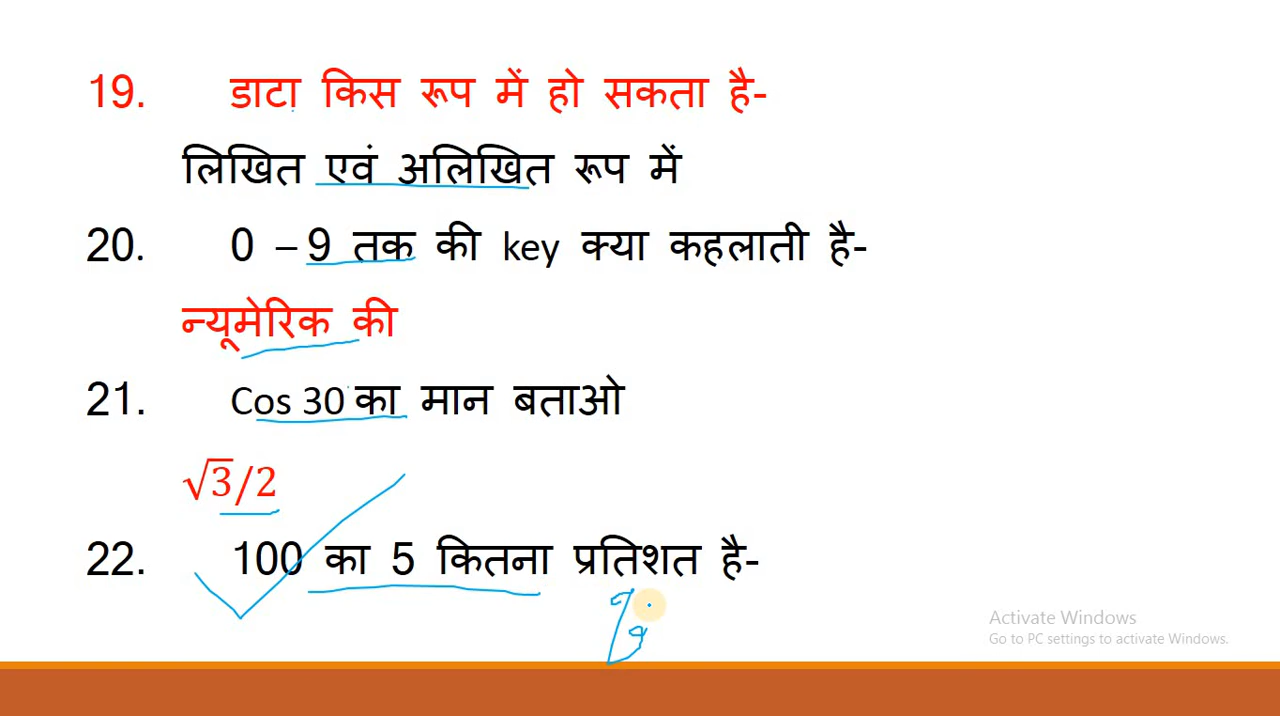 19. डाटा किस रूप में हो सकता है-
लिखित एवं अलिखित रूप में
20. 0 – 9 तक की key क्या कहलाती है-
न्यूमेरिक की
21. Cos 30 का मान बताओ
√3/2
22. 100 का 5 कितना प्रतिशत है-
%
Activate Windows
Go to PC settings to activate Windows.